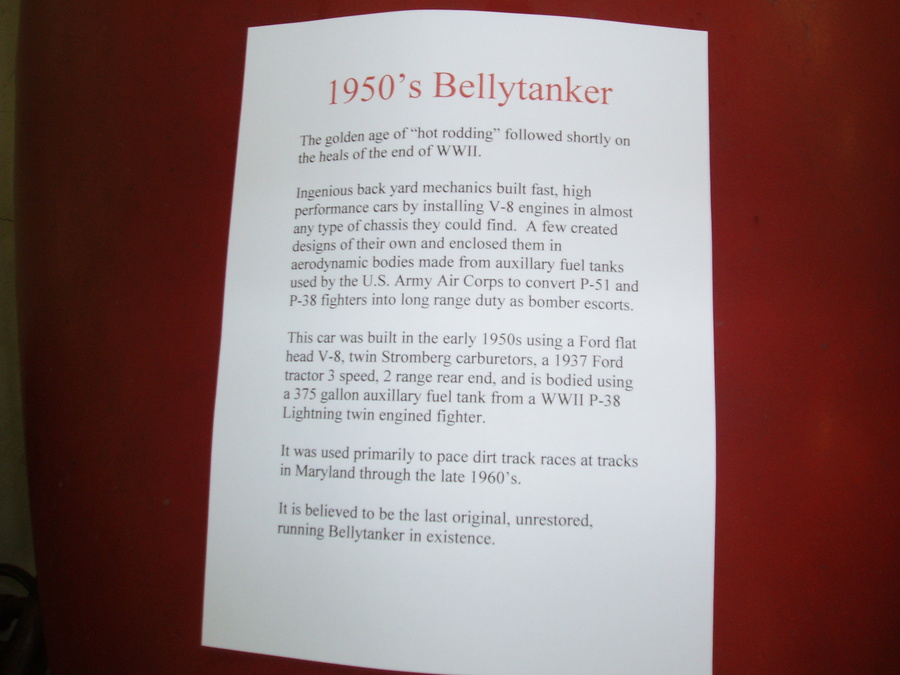 1950's Bellytanker
The golden age of “hot rodding” followed shortly on
the heals of the end of WWII.
Ingenious back yard mechanics built fast, high
performance cars by installing V-8 engines in almost
any type of chassis they could find.  A few created
designs of their own and enclosed them in
aerodynamic bodies made from auxillary fuel tanks
used by the U.S. Army Air Corps to convert P-51 and
P-38 fighters into long range duty as bomber escorts.
This car was built in the early 1950s using a Ford flat
head V-8, twin Stromberg carburetors, a 1937 Ford
tractor 3 speed, 2 range rear end, and is bodied using
a 375 gallon auxillary fuel tank from a WWII P-38
Lightning twin engined fighter.
It was used primarily to pace dirt track races at tracks
in Maryland through the late 1960's.
It is believed to be the last original, unrestored,
running Bellytanker in existence.